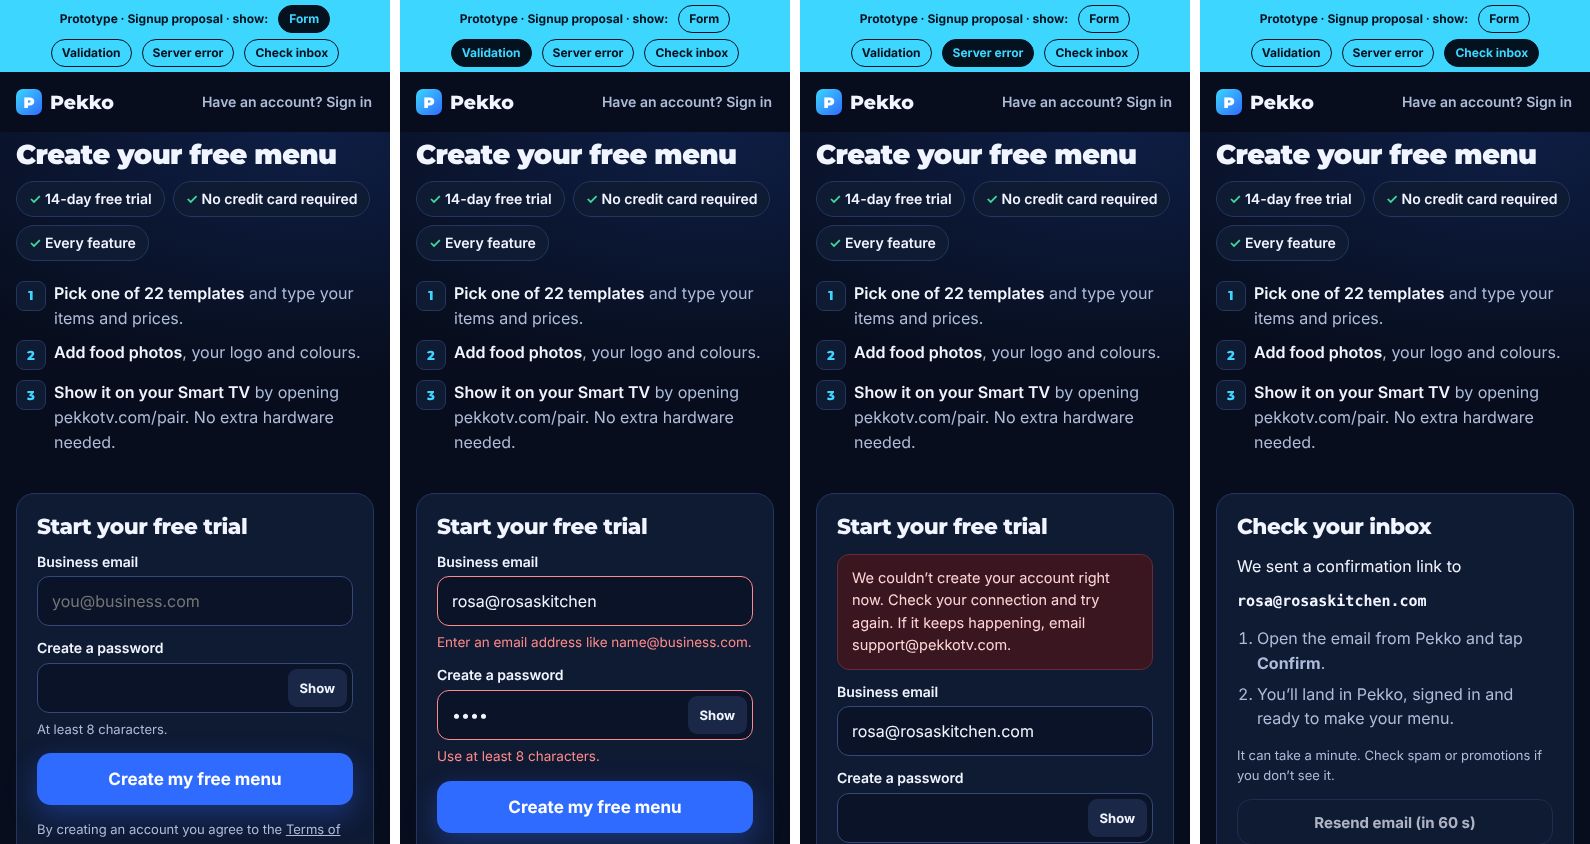 Prototype · Signup proposal · show: Form
Validation Server error Check inbox
P Pekko Have an account? Sign in
Create your free menu
✓ 14-day free trial ✓ No credit card required
✓ Every feature
1 Pick one of 22 templates and type your
items and prices.
2 Add food photos, your logo and colours.
3 Show it on your Smart TV by opening
pekkotv.com/pair. No extra hardware
needed.
Start your free trial
Business email
you@business.com
Create a password
Show
At least 8 characters.
Create my free menu
By creating an account you agree to the Terms of
Prototype · Signup proposal · show: Form
Validation Server error Check inbox
P Pekko Have an account? Sign in
Create your free menu
✓ 14-day free trial ✓ No credit card required
✓ Every feature
1 Pick one of 22 templates and type your
items and prices.
2 Add food photos, your logo and colours.
3 Show it on your Smart TV by opening
pekkotv.com/pair. No extra hardware
needed.
Start your free trial
Business email
rosa@rosaskitchen
Enter an email address like name@business.com.
Create a password
•••• Show
Use at least 8 characters.
Create my free menu
Prototype · Signup proposal · show: Form
Validation Server error Check inbox
P Pekko Have an account? Sign in
Create your free menu
✓ 14-day free trial ✓ No credit card required
✓ Every feature
1 Pick one of 22 templates and type your
items and prices.
2 Add food photos, your logo and colours.
3 Show it on your Smart TV by opening
pekkotv.com/pair. No extra hardware
needed.
Start your free trial
We couldn’t create your account right
now. Check your connection and try
again. If it keeps happening, email
support@pekkotv.com.
Business email
rosa@rosaskitchen.com
Create a password
Show
Prototype · Signup proposal · show: Form
Validation Server error Check inbox
P Pekko Have an account? Sign in
Create your free menu
✓ 14-day free trial ✓ No credit card required
✓ Every feature
1 Pick one of 22 templates and type your
items and prices.
2 Add food photos, your logo and colours.
3 Show it on your Smart TV by opening
pekkotv.com/pair. No extra hardware
needed.
Check your inbox
We sent a confirmation link to
rosa@rosaskitchen.com
1. Open the email from Pekko and tap
Confirm.
2. You’ll land in Pekko, signed in and
ready to make your menu.
It can take a minute. Check spam or promotions if
you don’t see it.
Resend email (in 60 s)